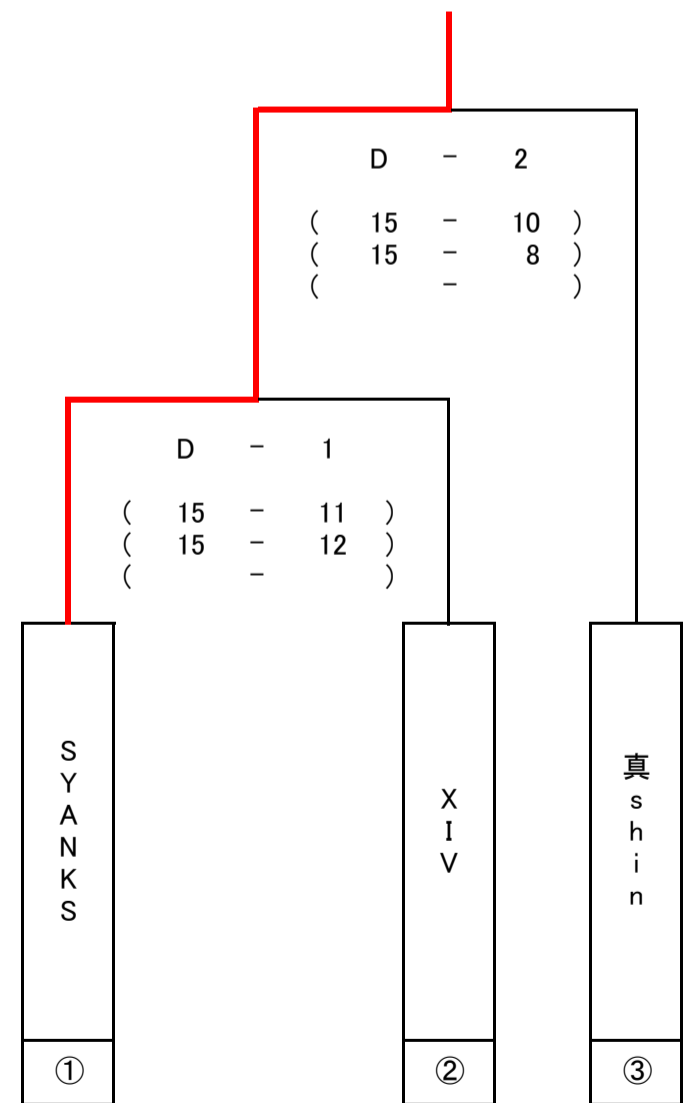 D - 2
( 15 - 10 )
( 15 - 8 )
( - )
D - 1
( 15 - 11 )
( 15 - 12 )
( - )
SYANKS
XIV
真shin
①
②
③